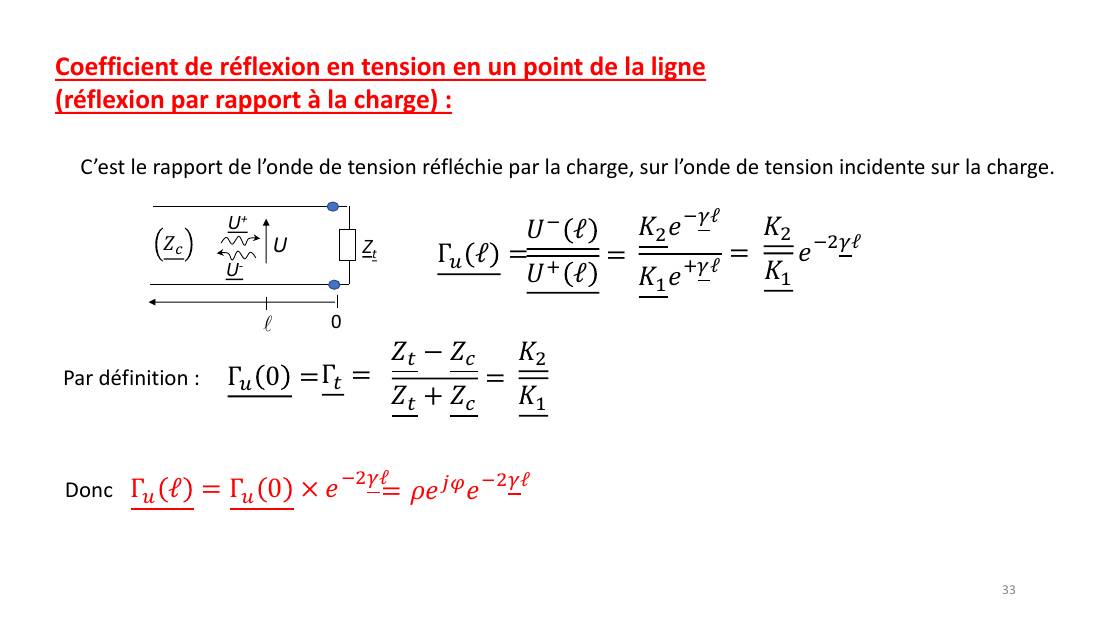 Coefficient de réflexion en tension en un point de la ligne
(réflexion par rapport à la charge) :
C’est le rapport de l’onde de tension réfléchie par la charge, sur l’onde de tension incidente sur la charge.
(Z_c) U⁺ U⁻ U Z_t
ℓ 0
Γ_u(ℓ) = U⁻(ℓ) / U⁺(ℓ) = K₂e^{−γℓ} / K₁e^{+γℓ} = K₂ / K₁ e^{−2γℓ}
Par définition : Γ_u(0) = Γ_t = (Z_t − Z_c) / (Z_t + Z_c) = K₂ / K₁
Donc Γ_u(ℓ) = Γ_u(0) × e^{−2γℓ} = ρe^{jφ}e^{−2γℓ}
33